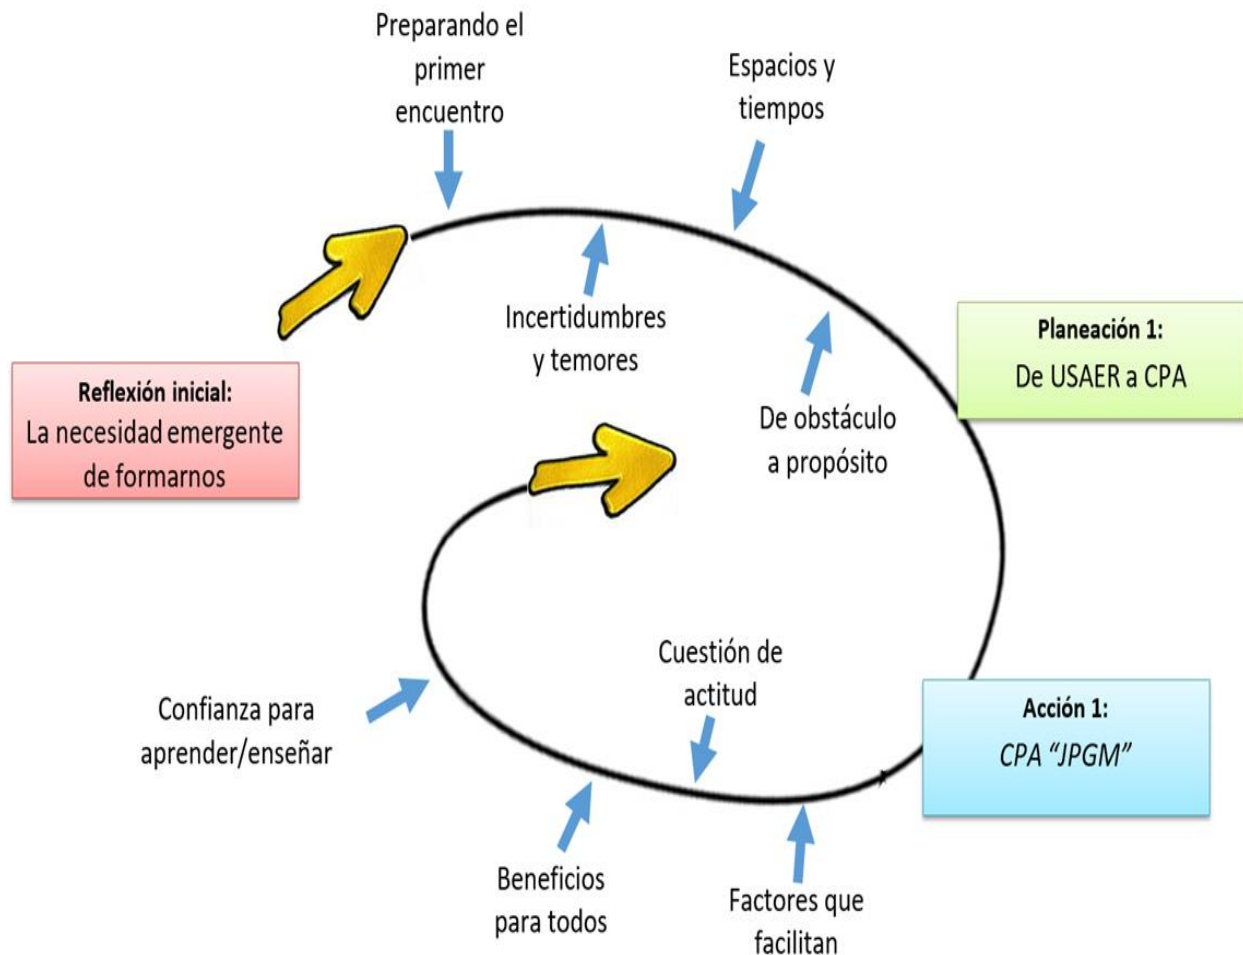 Preparando el
primer
encuentro
Espacios y
tiempos
Incertidumbres
y temores
De obstáculo
a propósito
Planeación 1:
De USAER a CPA
Reflexión inicial:
La necesidad emergente
de formarnos
Cuestión de
actitud
Confianza para
aprender/enseñar
Acción 1:
CPA “JPGM”
Beneficios
para todos
Factores que
facilitan